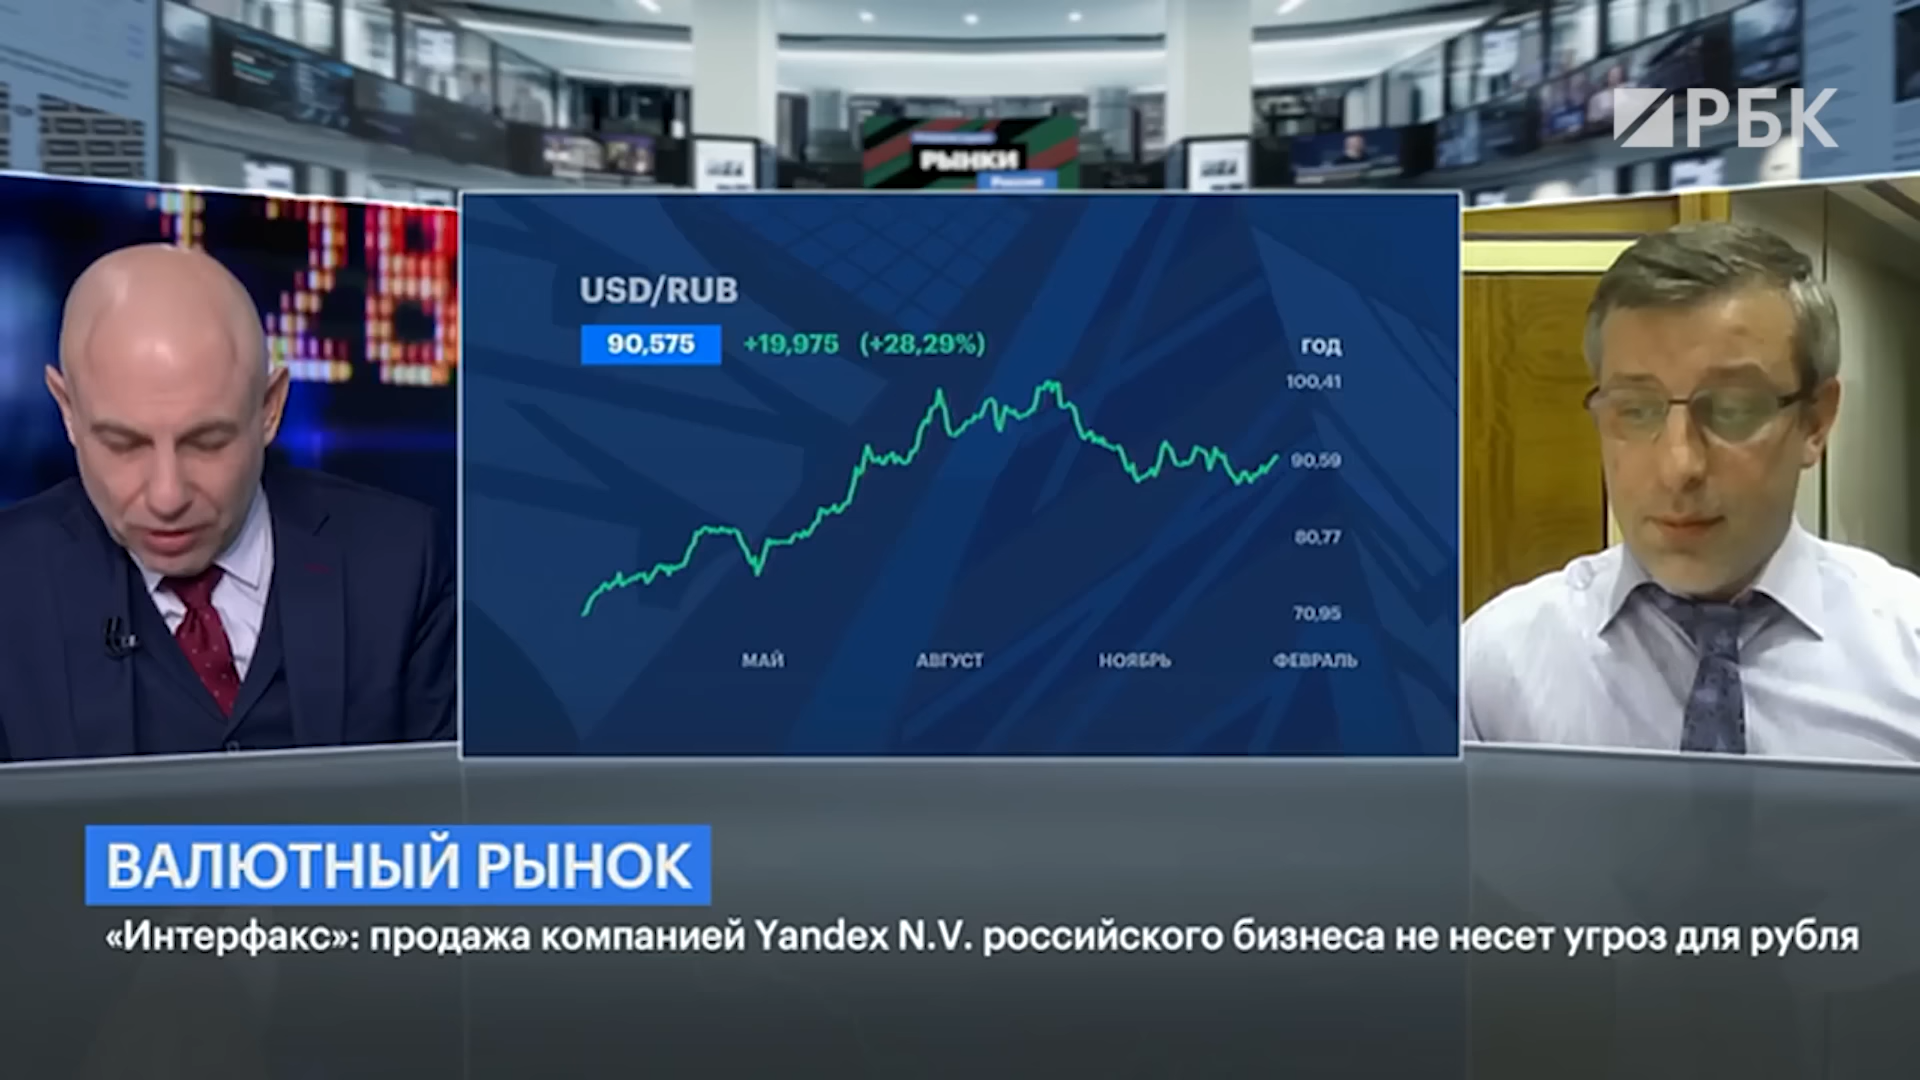 РБК
РЫНКИ
28
USD/RUB
90,575 +19,975 (+28,29%)
год
100,41
90,59
80,77
70,95
МАЙ АВГУСТ НОЯБРЬ ФЕВРАЛЬ
ВАЛЮТНЫЙ РЫНОК
«Интерфакс»: продажа компанией Yandex N.V. российского бизнеса не несет угроз для рубля